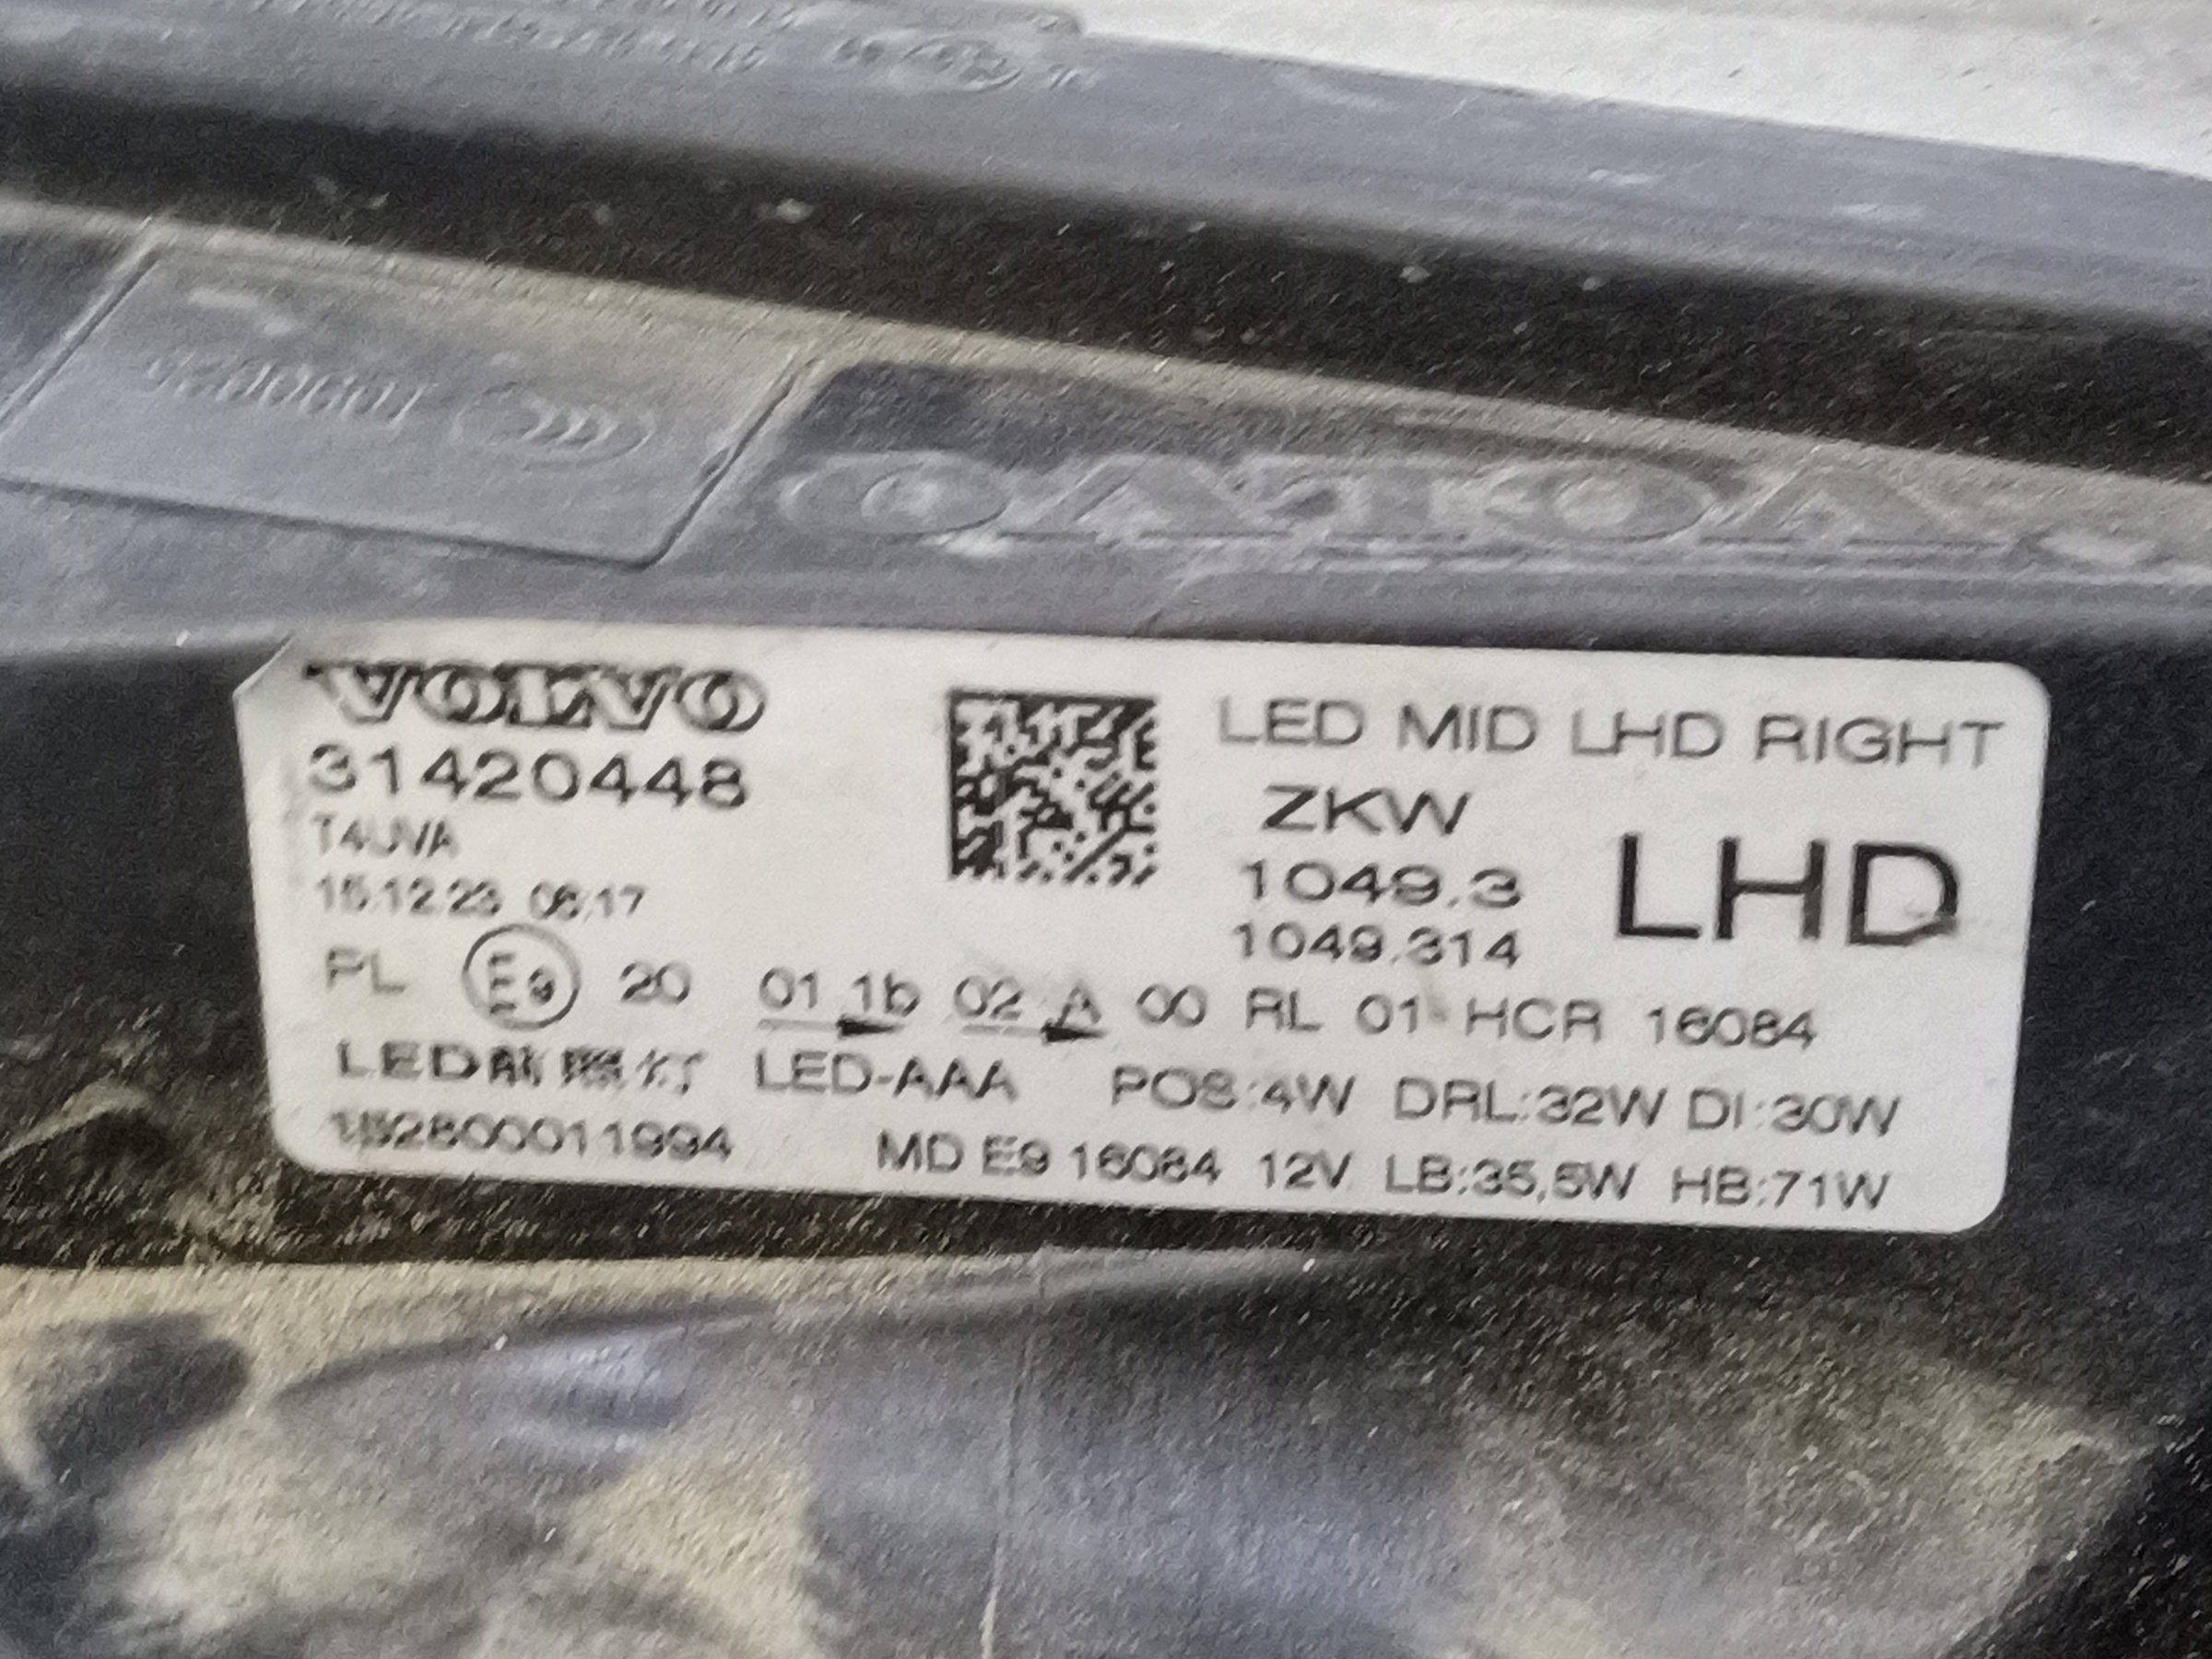 VOLVO
31420448
T4UVA
15.12.23 08:17
LED MID LHD RIGHT
ZKW
1049.3
1049.314
LHD
PL E9 20 01 1b 02 A 00 RL 01 HCR 16084
LED LED-AAA POS:4W DRL:32W DI:30W
152800011994 MD E9 16084 12V LB:35,5W HB:71W